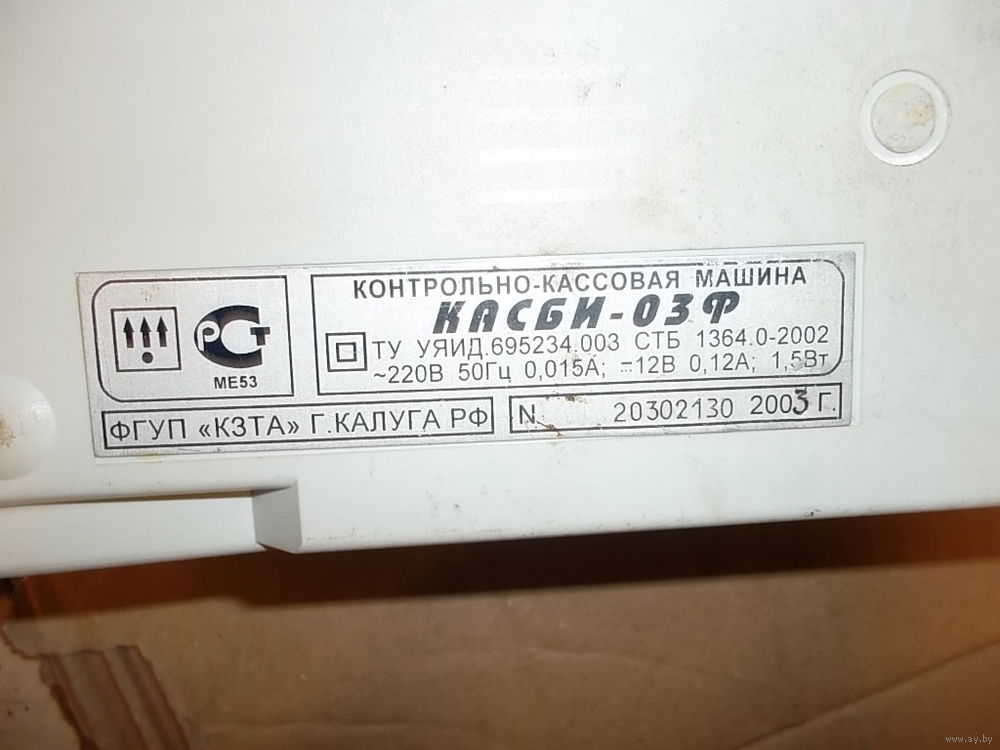 КОНТРОЛЬНО-КАССОВАЯ МАШИНА
КАСБИ-03Ф
ТУ УЯИД.695234.003 СТБ 1364.0-2002
~220В 50Гц 0,015А; =12В 0,12А; 1,5Вт
РСТ
МЕ53
ФГУП «КЗТА» Г.КАЛУГА РФ
N 20302130 2003 Г.
www.ay.by